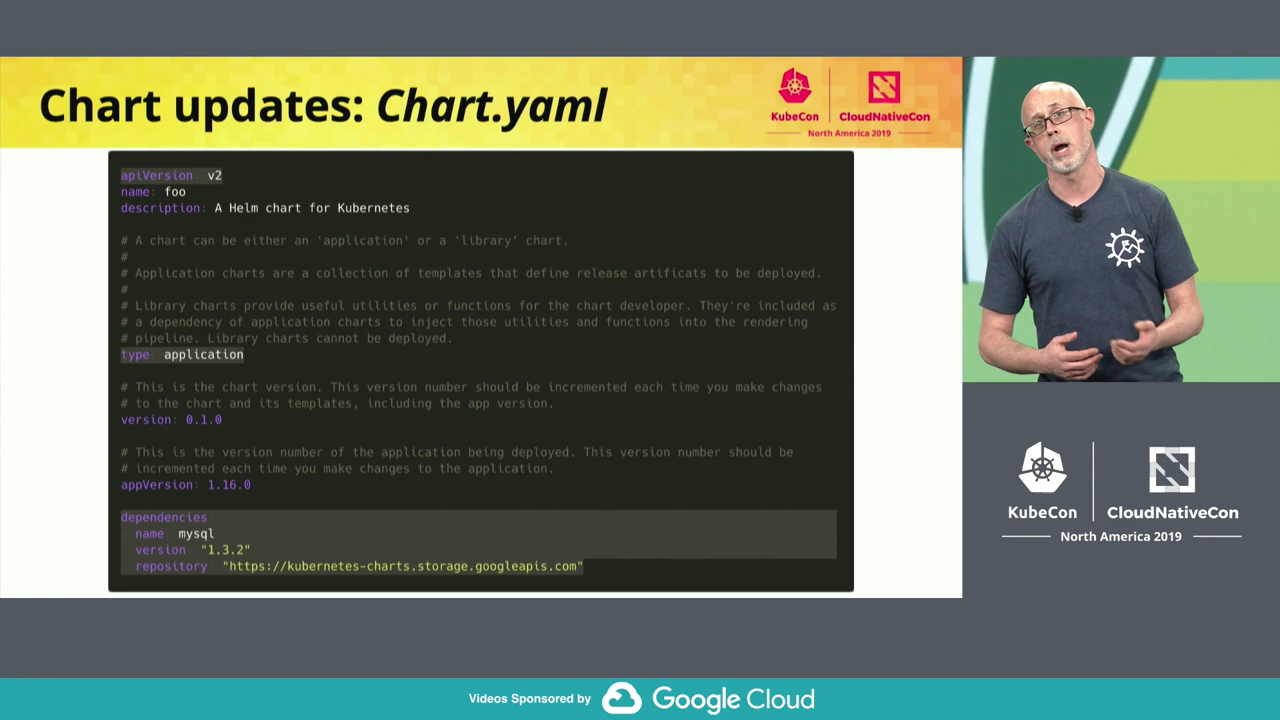 Chart updates: Chart.yaml
KubeCon
CloudNativeCon
North America 2019
apiVersion: v2
name: foo
description: A Helm chart for Kubernetes
# A chart can be either an 'application' or a 'library' chart.
#
# Application charts are a collection of templates that define release artificats to be deployed.
#
# Library charts provide useful utilities or functions for the chart developer. They're included as
# a dependency of application charts to inject those utilities and functions into the rendering
# pipeline. Library charts cannot be deployed.
type: application
# This is the chart version. This version number should be incremented each time you make changes
# to the chart and its templates, including the app version.
version: 0.1.0
# This is the version number of the application being deployed. This version number should be
# incremented each time you make changes to the application.
appVersion: 1.16.0
dependencies:
- name: mysql
version: "1.3.2"
repository: "https://kubernetes-charts.storage.googleapis.com"
KubeCon
CloudNativeCon
North America 2019
Videos Sponsored by Google Cloud